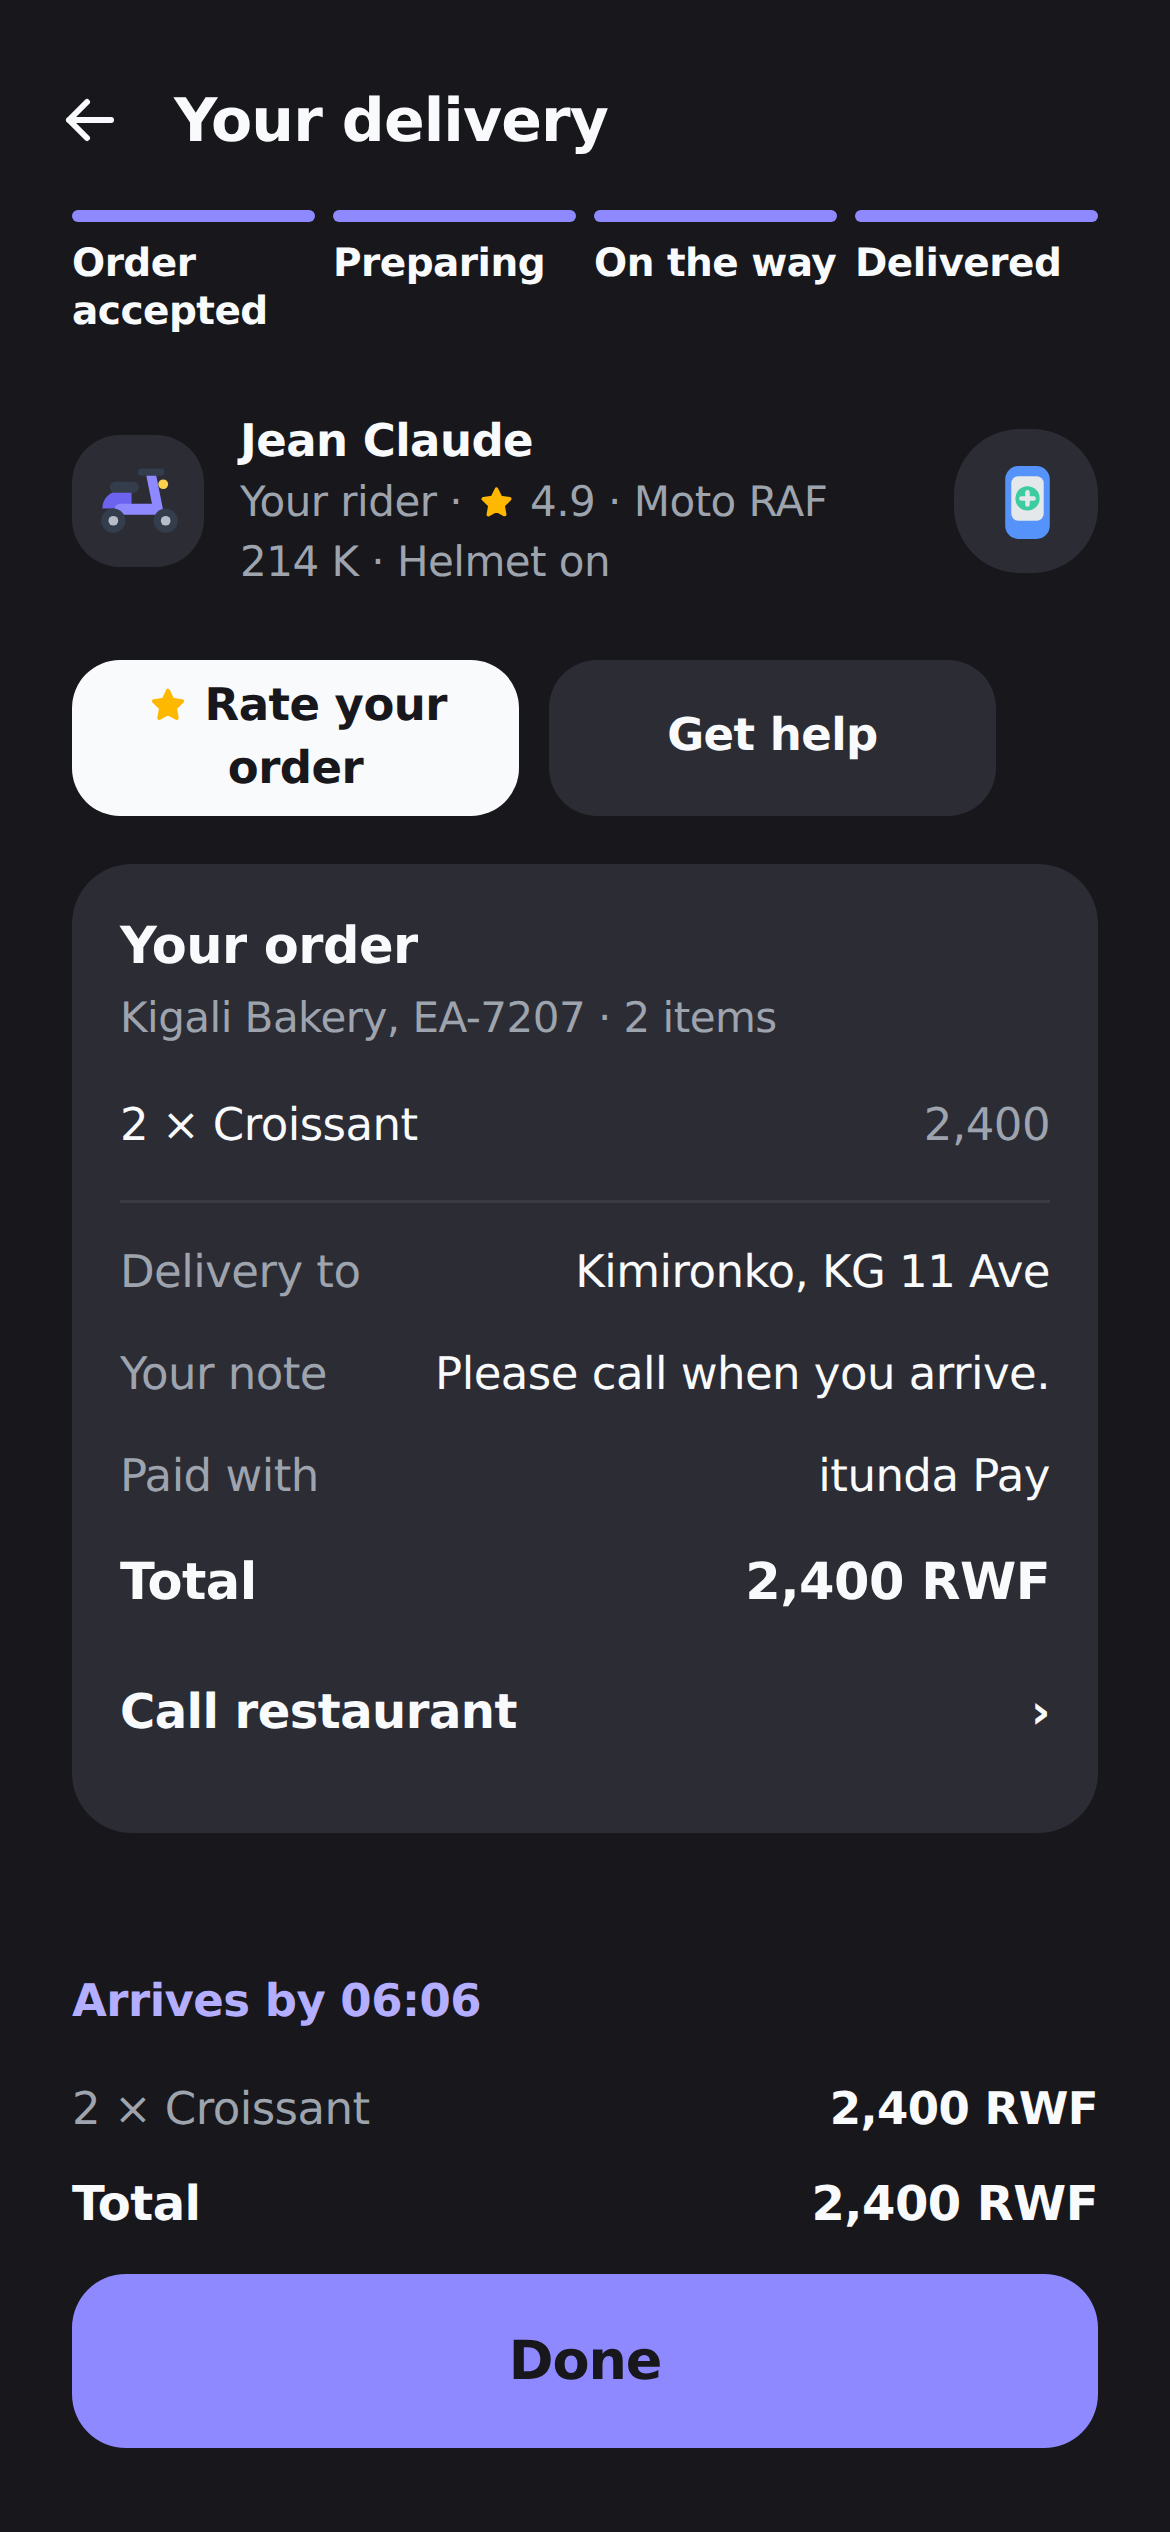 Your delivery
Order accepted
Preparing
On the way
Delivered
Jean Claude
Your rider · ⭐ 4.9 · Moto RAF
214 K · Helmet on
⭐ Rate your
order
Get help
Your order
Kigali Bakery, EA-7207 · 2 items
2 × Croissant 2,400
Delivery to Kimironko, KG 11 Ave
Your note Please call when you arrive.
Paid with itunda Pay
Total 2,400 RWF
Call restaurant ›
Arrives by 06:06
2 × Croissant 2,400 RWF
Total 2,400 RWF
Done